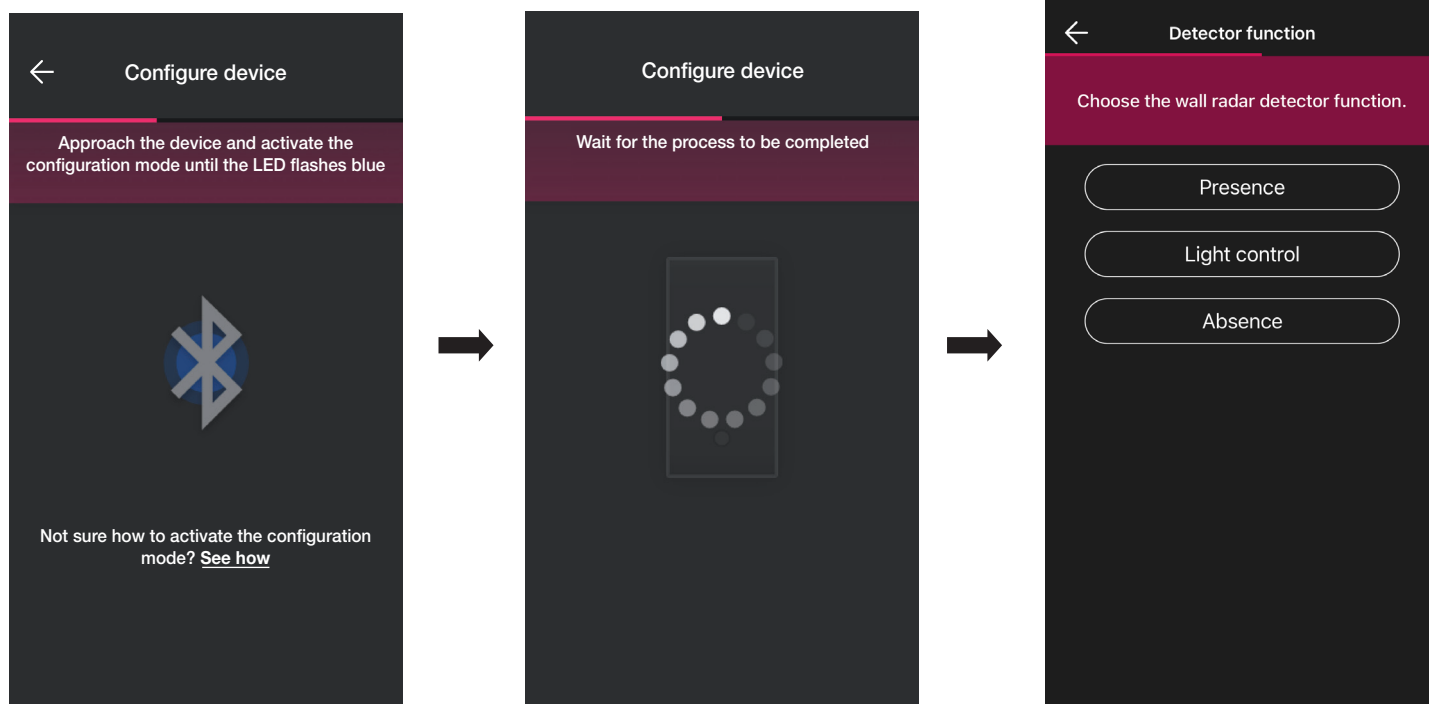 Configure device
Approach the device and activate the
configuration mode until the LED flashes blue
Not sure how to activate the configuration
mode? See how
Configure device
Wait for the process to be completed
Detector function
Choose the wall radar detector function.
Presence
Light control
Absence